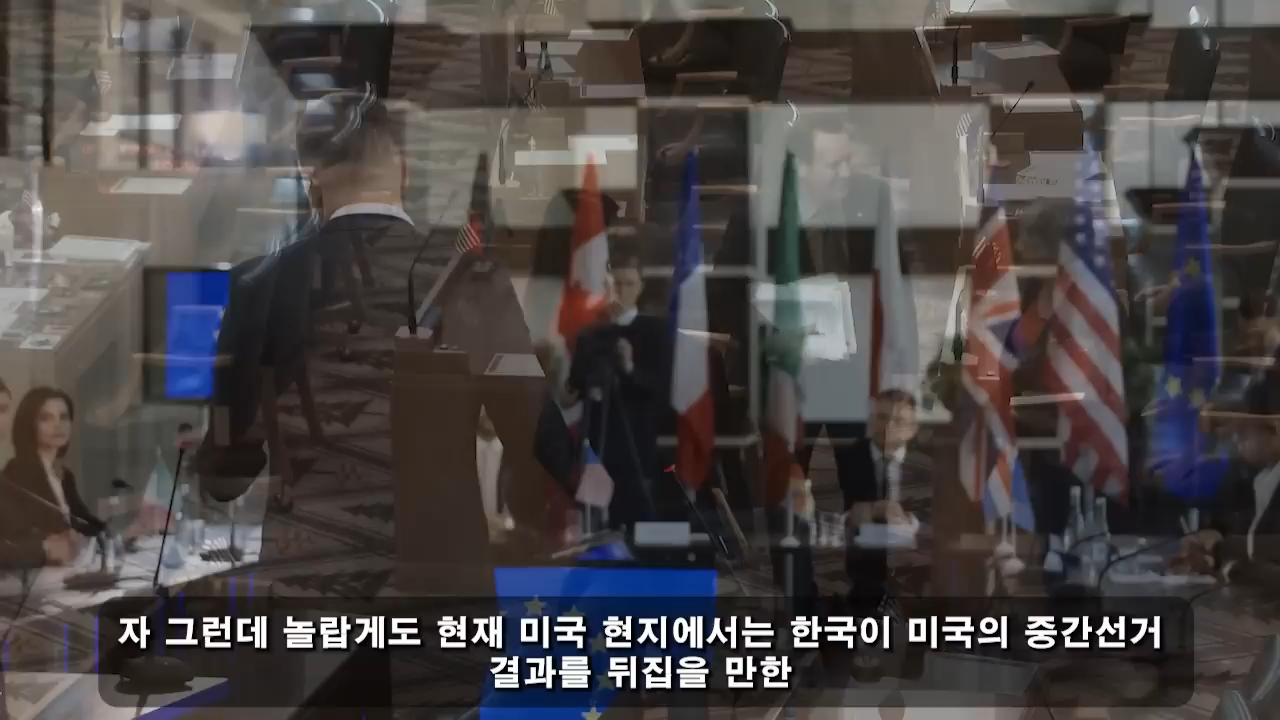 자 그런데 놀랍게도 현재 미국 현지에서는 한국이 미국의 중간선거
결과를 뒤집을 만한